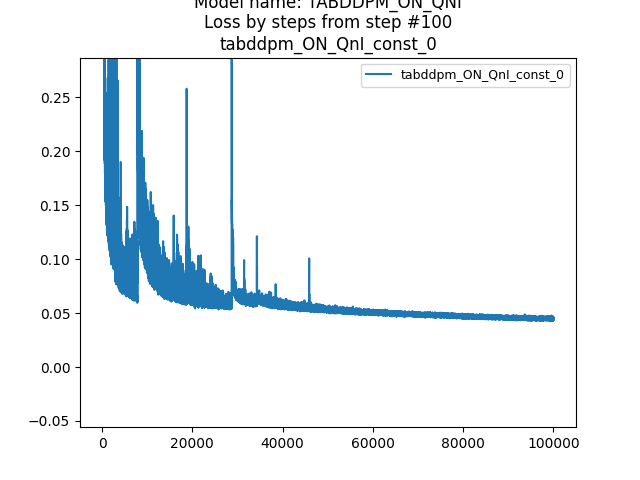 Model name: TABDDPM_ON_QNI
Loss by steps from step #100
tabddpm_ON_QnI_const_0
tabddpm_ON_QnI_const_0
0.25
0.20
0.15
0.10
0.05
0.00
−0.05
0 20000 40000 60000 80000 100000